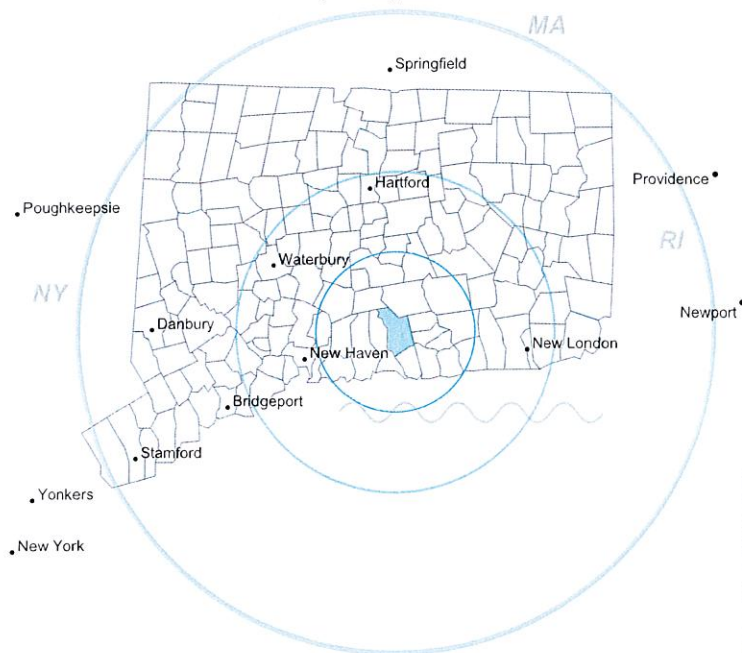 MA
Springfield
Hartford
Providence
Poughkeepsie
RI
Waterbury
NY
Newport
Danbury
New London
New Haven
Bridgeport
Stamford
Yonkers
New York